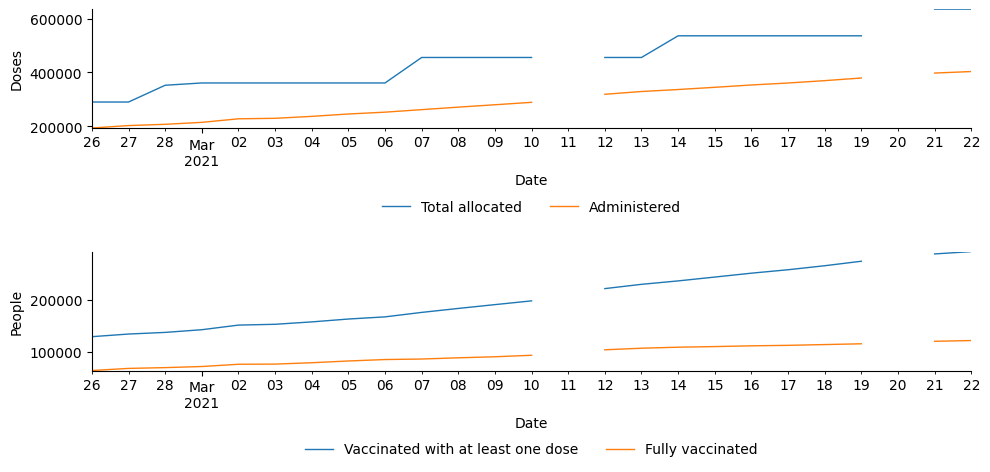 600000
400000
200000
Doses
26 27 28 Mar 02 03 04 05 06 07 08 09 10 11 12 13 14 15 16 17 18 19 20 21 22
2021
Date
Total allocated Administered
200000
100000
People
26 27 28 Mar 02 03 04 05 06 07 08 09 10 11 12 13 14 15 16 17 18 19 20 21 22
2021
Date
Vaccinated with at least one dose Fully vaccinated